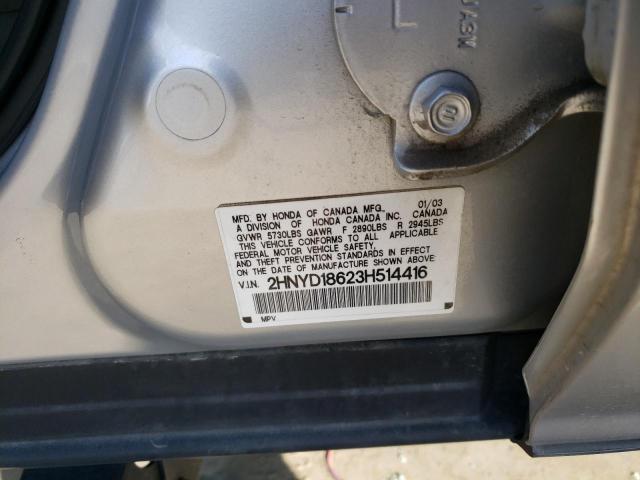 MFD. BY HONDA OF CANADA MFG., 01/03
A DIVISION OF HONDA CANADA INC. CANADA
GVWR 5730LBS GAWR F 2890LBS R 2945LBS
THIS VEHICLE CONFORMS TO ALL APPLICABLE
FEDERAL MOTOR VEHICLE SAFETY,
AND THEFT PREVENTION STANDARDS IN EFFECT
ON THE DATE OF MANUFACTURE SHOWN ABOVE.
V.I.N. 2HNYD18623H514416
MPV